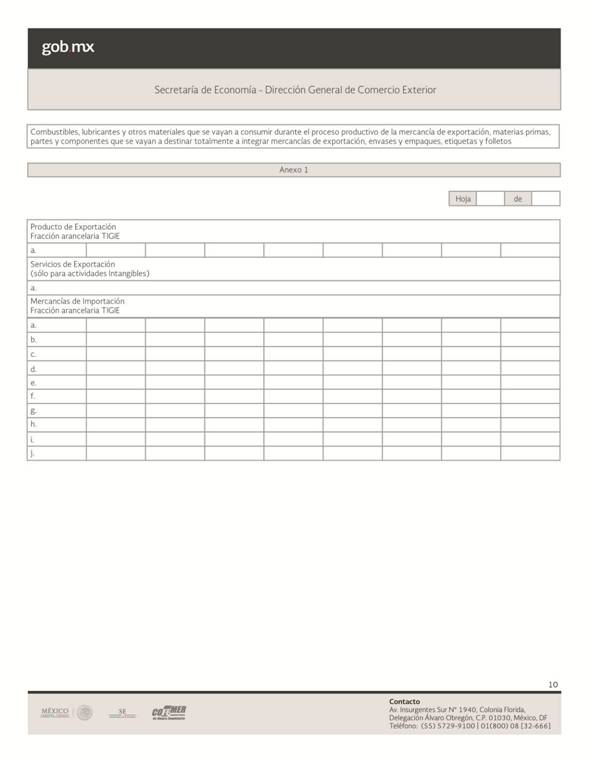 gob.mx
Secretaría de Economía - Dirección General de Comercio Exterior
Combustibles, lubricantes y otros materiales que se vayan a consumir durante el proceso productivo de la mercancía de exportación, materias primas,
partes y componentes que se vayan a destinar totalmente a integrar mercancías de exportación, envases y empaques, etiquetas y folletos
Anexo 1
Hoja de
Producto de Exportación
Fracción arancelaria TIGIE
a.
Servicios de Exportación
(sólo para actividades Intangibles)
a.
Mercancías de Importación
Fracción arancelaria TIGIE
a.
b.
c.
d.
e.
f.
g.
h.
i.
j.
10
MÉXICO
SE
COFEMER
Contacto
Av. Insurgentes Sur N° 1940, Colonia Florida,
Delegación Álvaro Obregón, C.P. 01030, México, DF
Teléfono: (55) 5729-9100 | 01(800) 08 [32-666]